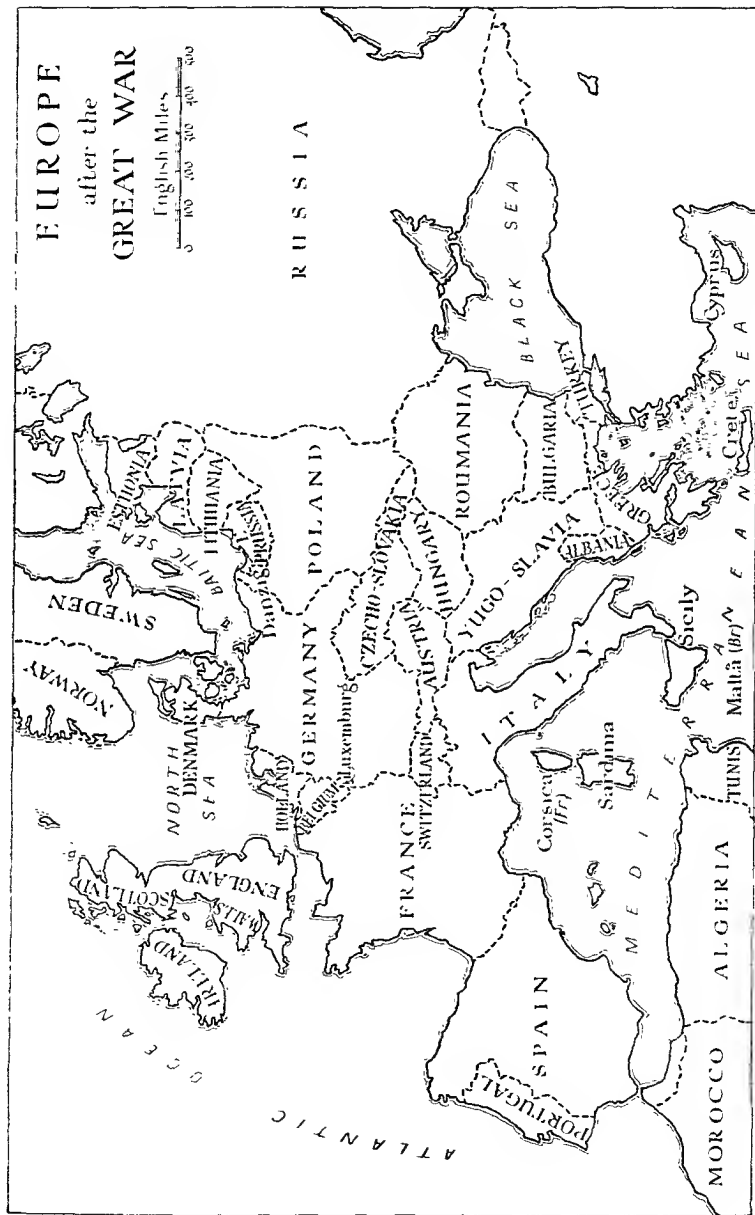 EUROPE
after the
GREAT WAR
English Miles
0 100 200 300 400 500
NORWAY
SWEDEN
ESTHONIA
LATVIA
LITHUANIA
E. PRUSSIA
BALTIC SEA
Danzig
DENMARK
NORTH
SEA
SCOTLAND
ENGLAND
WALES
IRELAND
HOLLAND
BELGIUM
Luxemburg
GERMANY
POLAND
RUSSIA
CZECHO-SLOVAKIA
AUSTRIA
HUNGARY
ROUMANIA
FRANCE
SWITZERLAND
ITALY
YUGO-SLAVIA
BULGARIA
ALBANIA
GREECE
TURKEY
BLACK SEA
ATLANTIC OCEAN
PORTUGAL
SPAIN
Corsica
(Fr)
Sardinia
Sicily
Malta (Br)
Crete
Cyprus
MEDITERRANEAN SEA
MOROCCO
ALGERIA
TUNIS